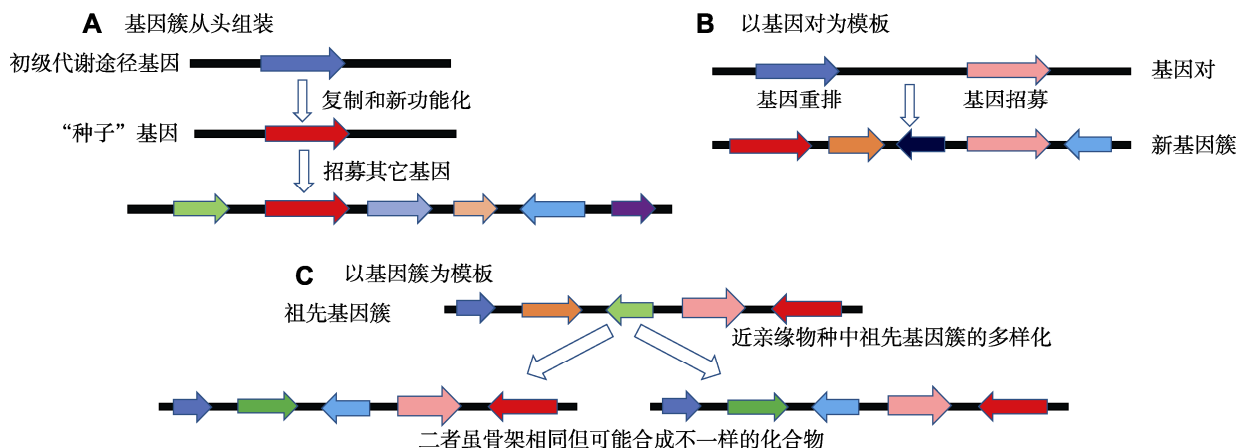 A 基因簇从头组装
初级代谢途径基因
复制和新功能化
“种子”基因
招募其它基因
B 以基因对为模板
基因对
基因重排
基因招募
新基因簇
C 以基因簇为模板
祖先基因簇
近亲缘物种中祖先基因簇的多样化
二者虽骨架相同但可能合成不一样的化合物